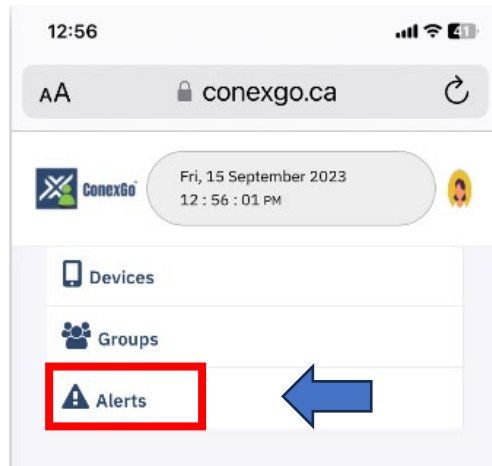 12:56
41
AA conexgo.ca
ConexGo
Fri, 15 September 2023
12 : 56 : 01 PM
Devices
Groups
Alerts